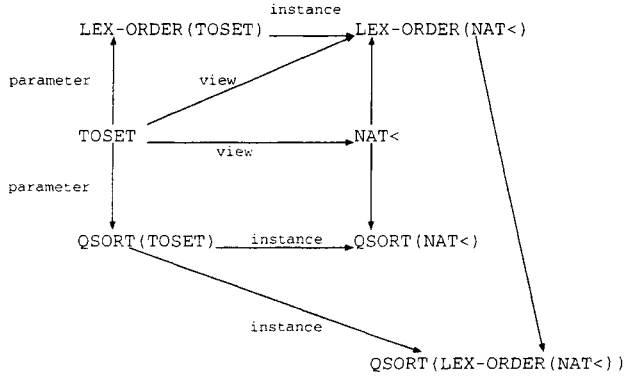 instance
LEX-ORDER(TOSET) LEX-ORDER(NAT<)
parameter view
TOSET NAT<
view
parameter
QSORT(TOSET) instance QSORT(NAT<)
instance
QSORT(LEX-ORDER(NAT<))